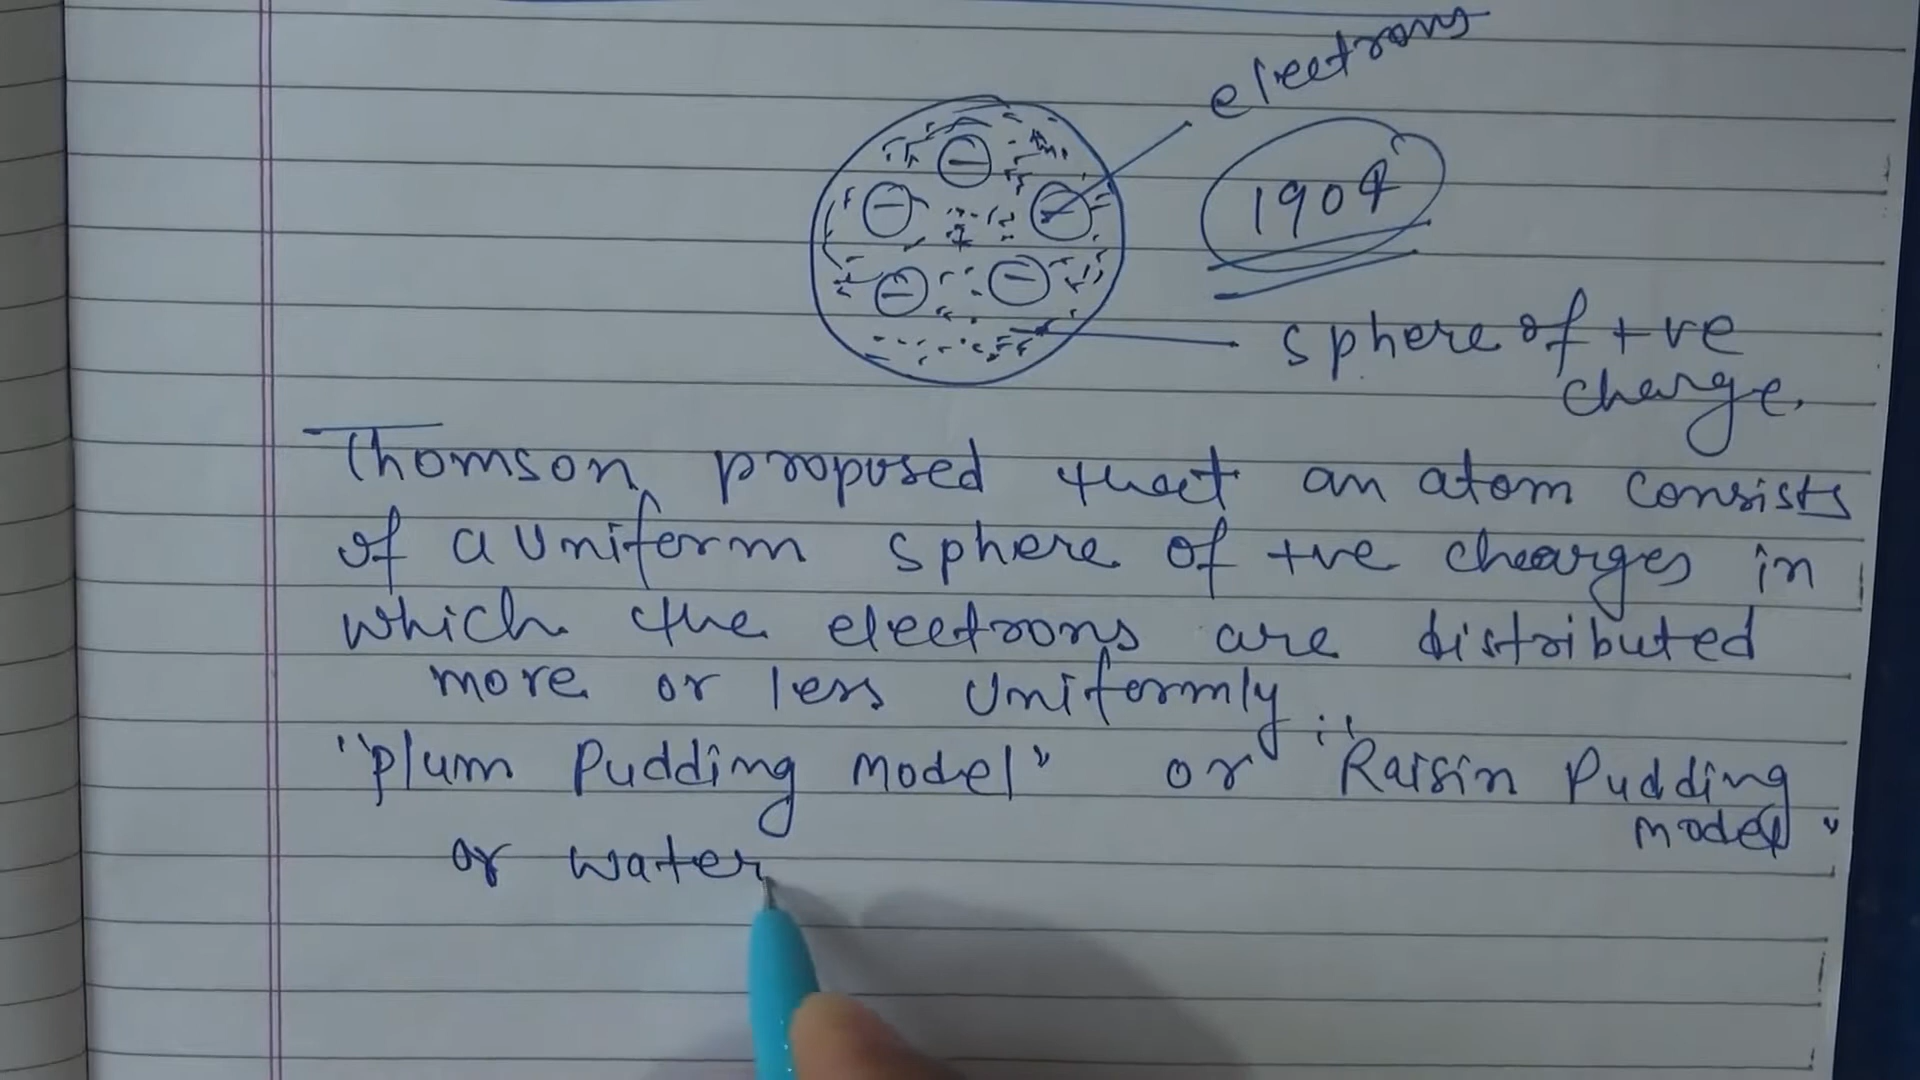 electrons
1904
sphere of +ve
charge.
Thomson proposed that an atom consists
of a uniform sphere of +ve charges in
which the electrons are distributed
more or less uniformly
"Plum Pudding Model" or "Raisin Pudding
model"
or water